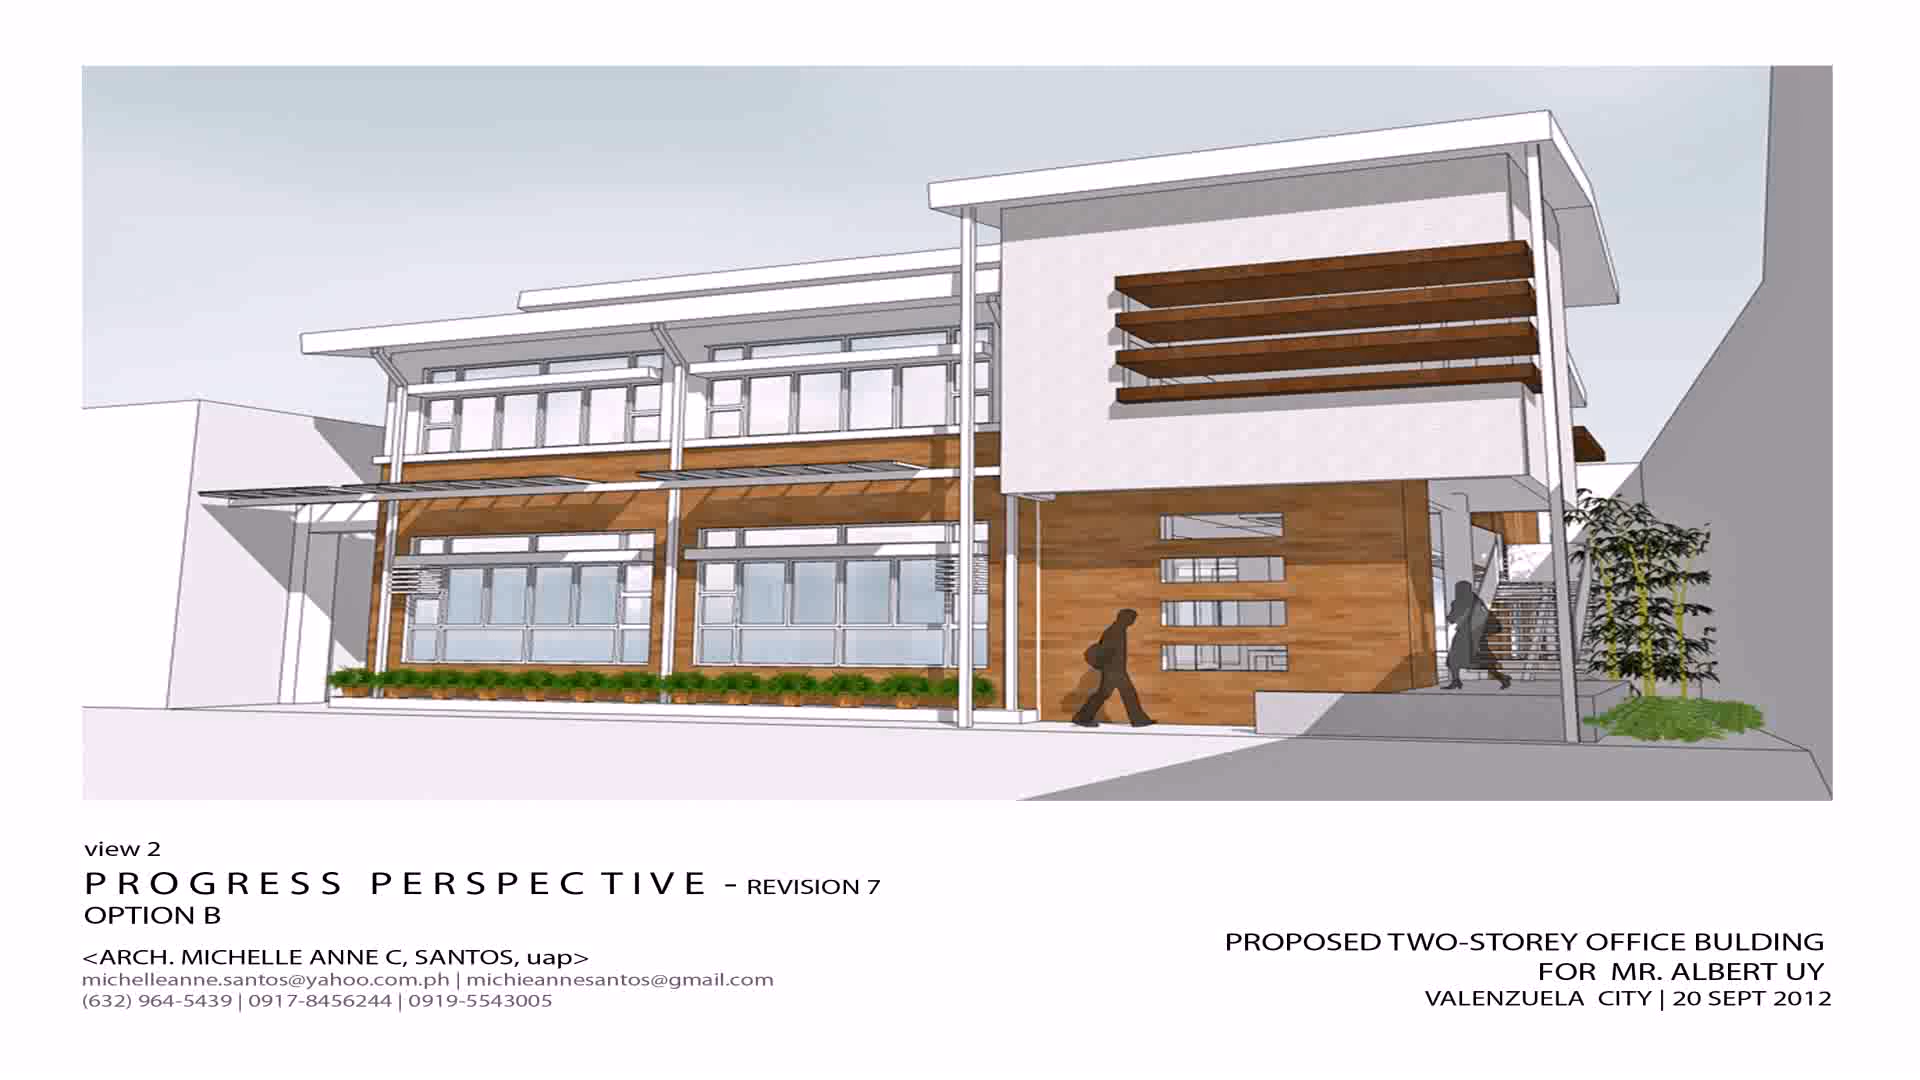 view 2
PROGRESS PERSPECTIVE - REVISION 7
OPTION B
<ARCH. MICHELLE ANNE C, SANTOS, uap>
michelleanne.santos@yahoo.com.ph | michieannesantos@gmail.com
(632) 964-5439 | 0917-8456244 | 0919-5543005
PROPOSED TWO-STOREY OFFICE BULDING
FOR MR. ALBERT UY
VALENZUELA CITY | 20 SEPT 2012